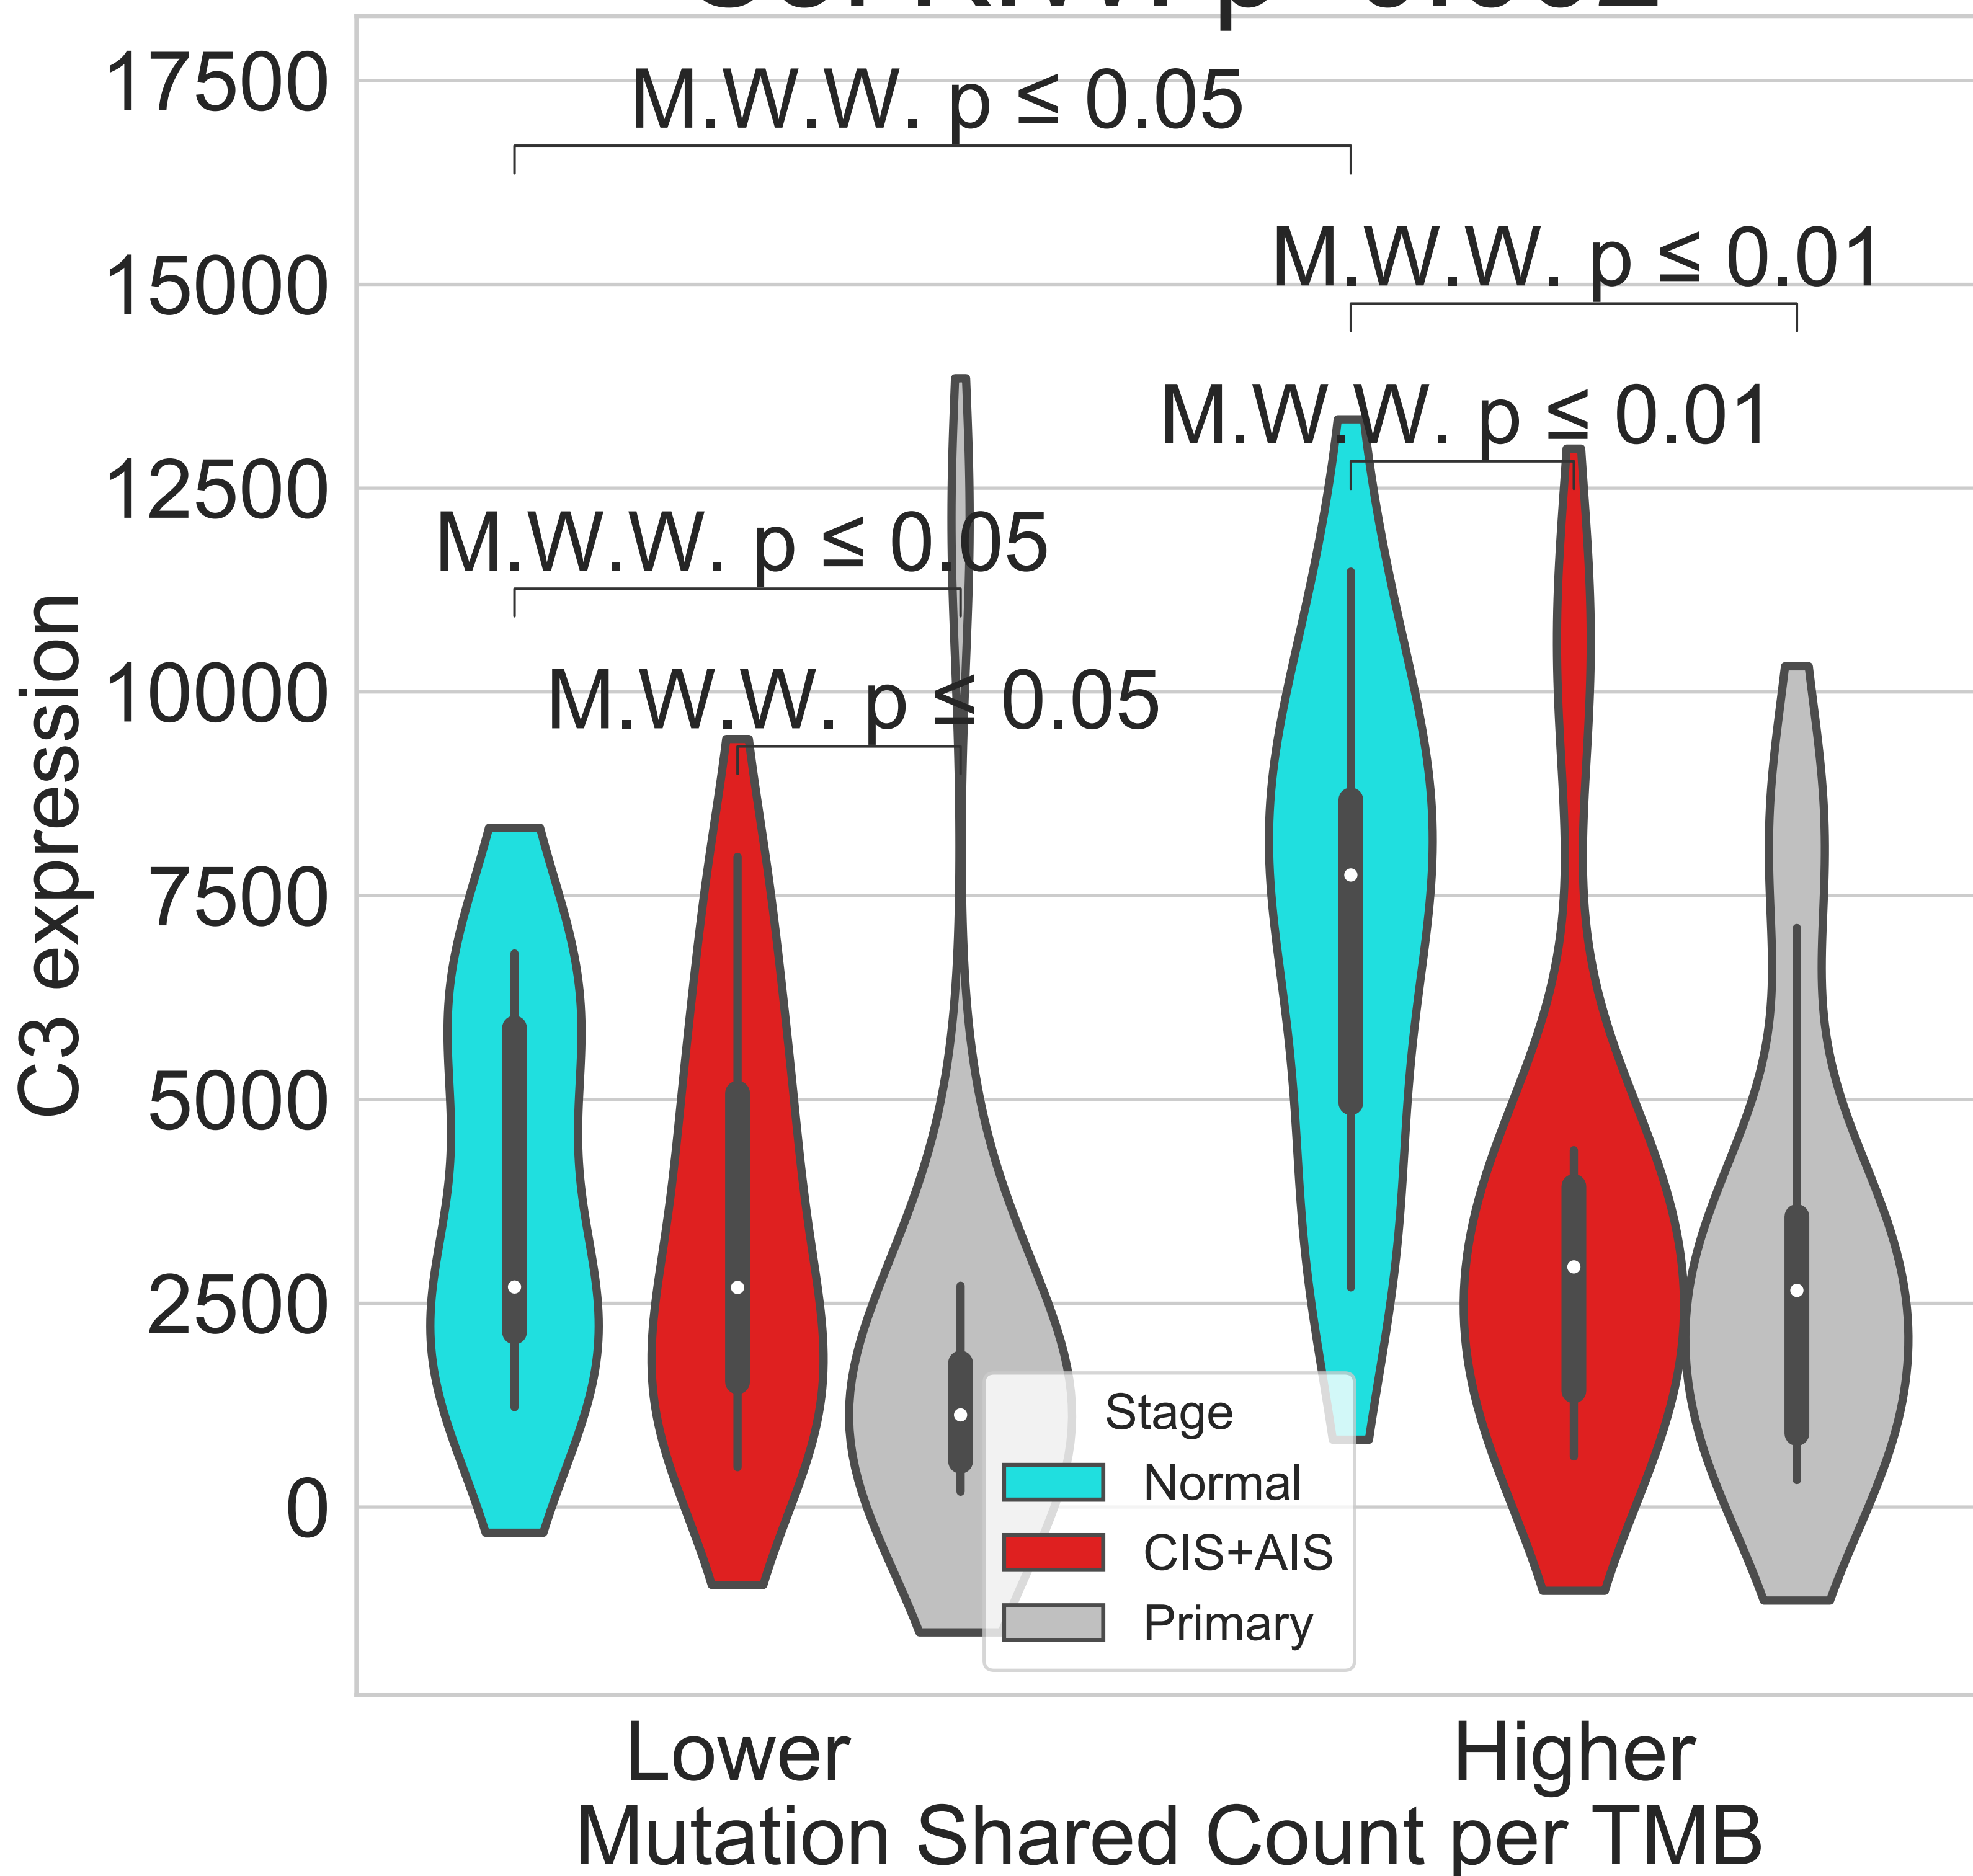 17500
M.W.W. p ≤ 0.05
15000
M.W.W. p ≤ 0.01
12500
M.W.W. p ≤ 0.01
M.W.W. p ≤ 0.05
10000
M.W.W. p ≤ 0.05
7500
5000
2500
0
C3 expression
Stage
Normal
CIS+AIS
Primary
Lower
Higher
Mutation Shared Count per TMB